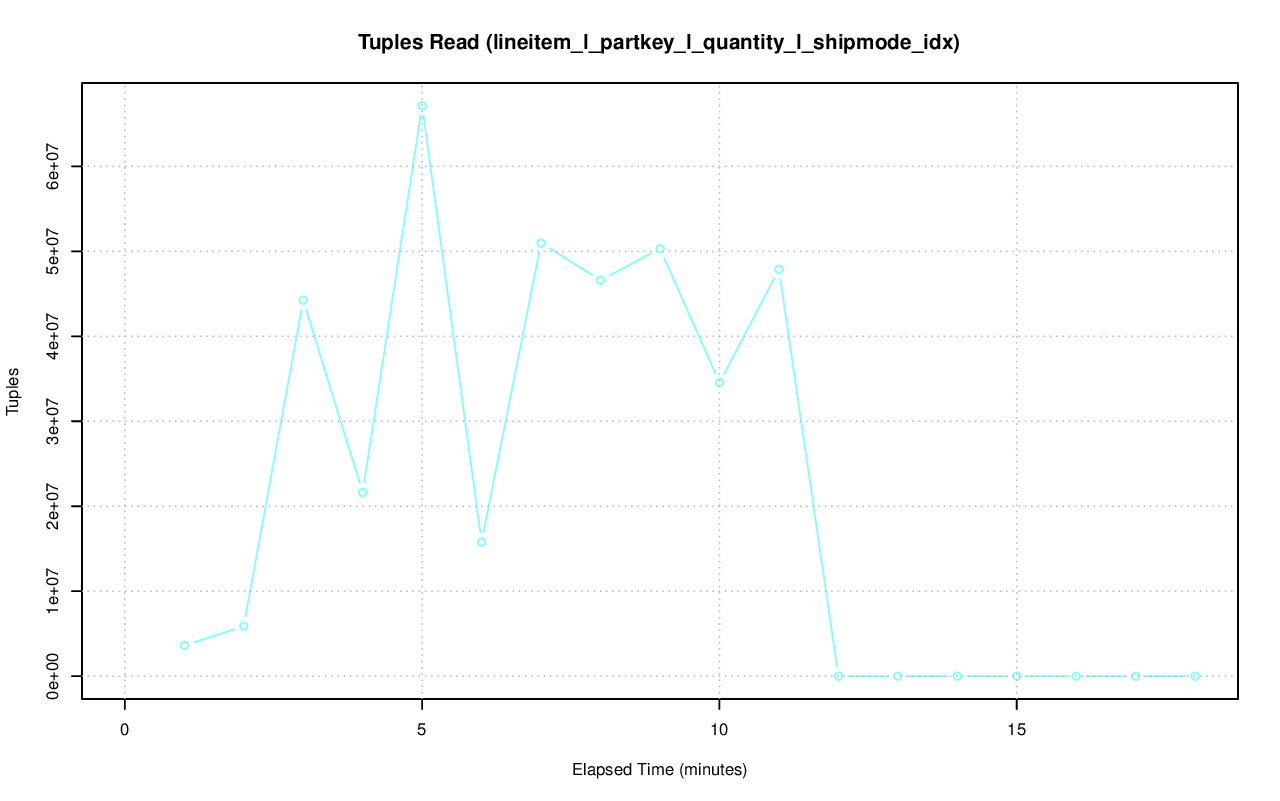 Tuples Read (lineitem_l_partkey_l_quantity_l_shipmode_idx)
Tuples
6e+07
5e+07
4e+07
3e+07
2e+07
1e+07
0e+00
0 5 10 15
Elapsed Time (minutes)